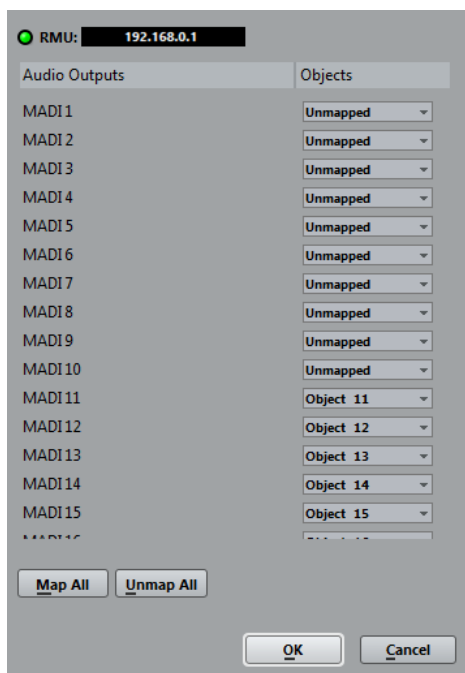 RMU: 192.168.0.1
Audio Outputs Objects
MADI 1 Unmapped
MADI 2 Unmapped
MADI 3 Unmapped
MADI 4 Unmapped
MADI 5 Unmapped
MADI 6 Unmapped
MADI 7 Unmapped
MADI 8 Unmapped
MADI 9 Unmapped
MADI 10 Unmapped
MADI 11 Object 11
MADI 12 Object 12
MADI 13 Object 13
MADI 14 Object 14
MADI 15 Object 15
Map All Unmap All
OK Cancel